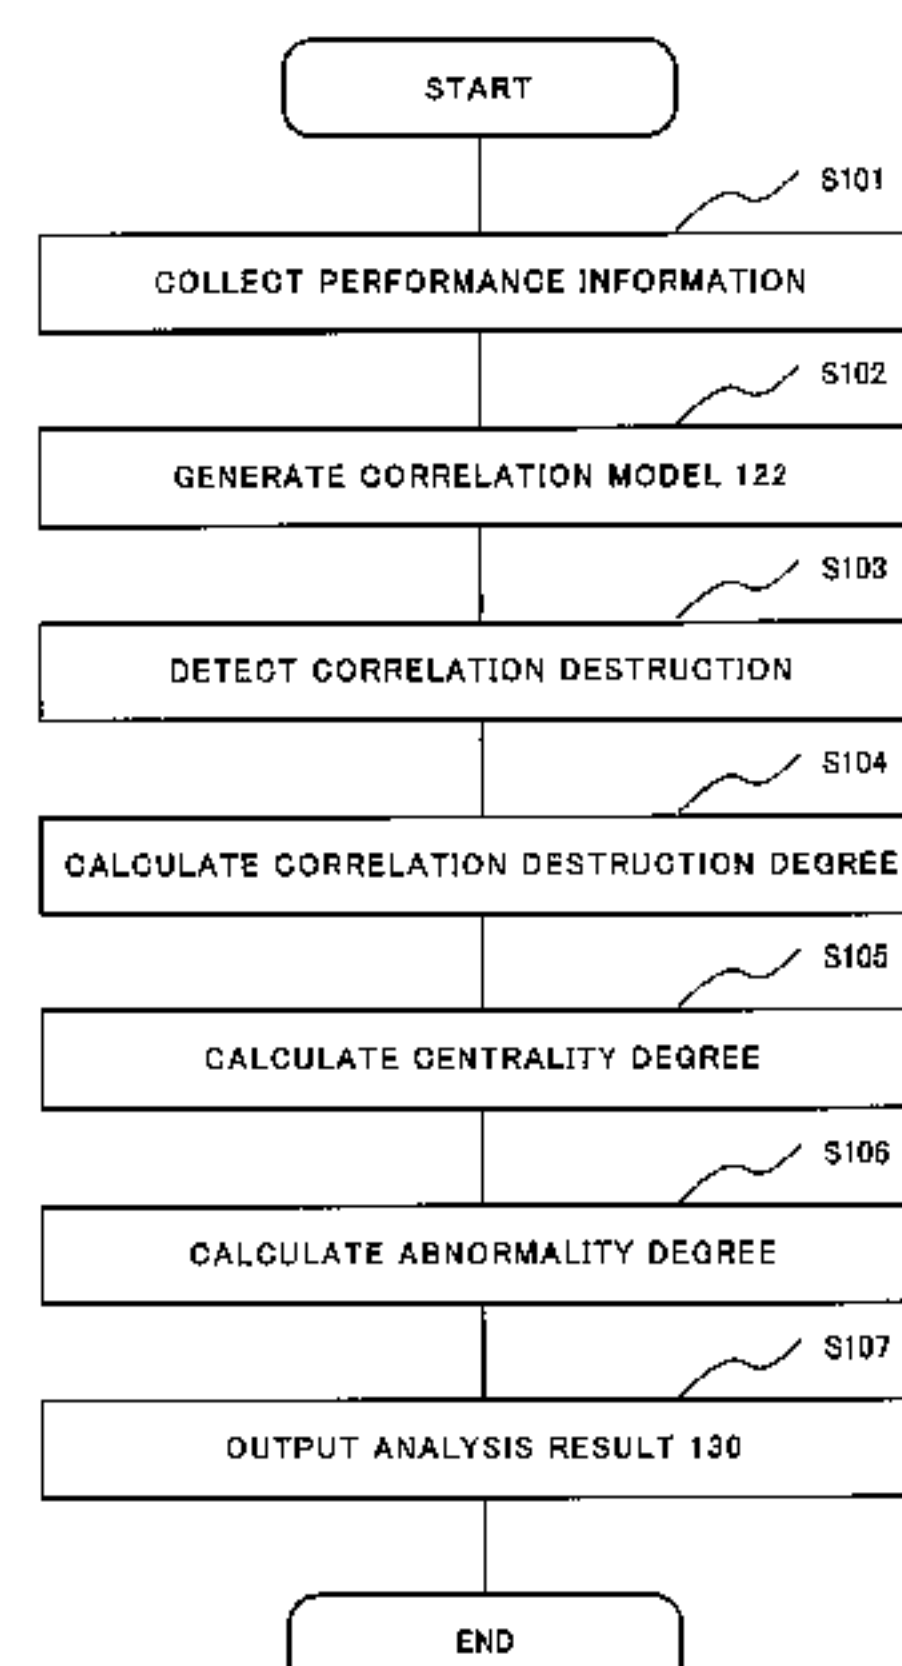 START
S101
COLLECT PERFORMANCE INFORMATION
S102
GENERATE CORRELATION MODEL 122
S103
DETECT CORRELATION DESTRUCTION
S104
CALCULATE CORRELATION DESTRUCTION DEGREE
S105
CALCULATE CENTRALITY DEGREE
S106
CALCULATE ABNORMALITY DEGREE
S107
OUTPUT ANALYSIS RESULT 130
END